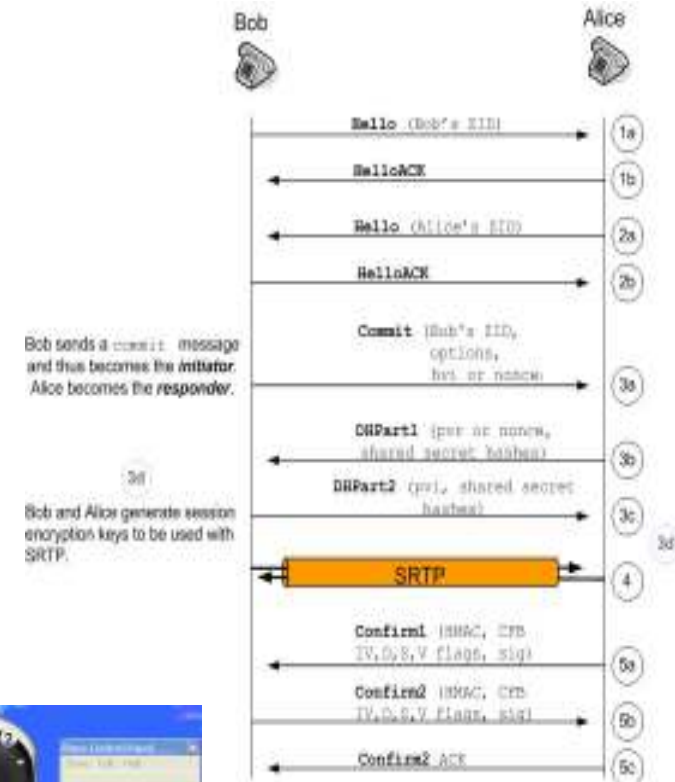 Bob
Alice
Hello (Bob's ZID)
1a
HelloACK
1b
Hello (Alice's ZID)
2a
HelloACK
2b
Bob sends a commit message
and thus becomes the initiator.
Alice becomes the responder.
Commit (Bob's ZID,
options,
hvi or nonce)
3a
DHPart1 (pvr or nonce,
shared secret hashes)
3b
3d
Bob and Alice generate session
encryption keys to be used with
SRTP.
DHPart2 (pvi, shared secret
hashes)
3c
3d
SRTP
4
Confirm1 (HMAC, CFB
IV,D,S,V flags, sig)
5a
Confirm2 (HMAC, CFB
IV,D,S,V flags, sig)
5b
Confirm2 ACK
5c